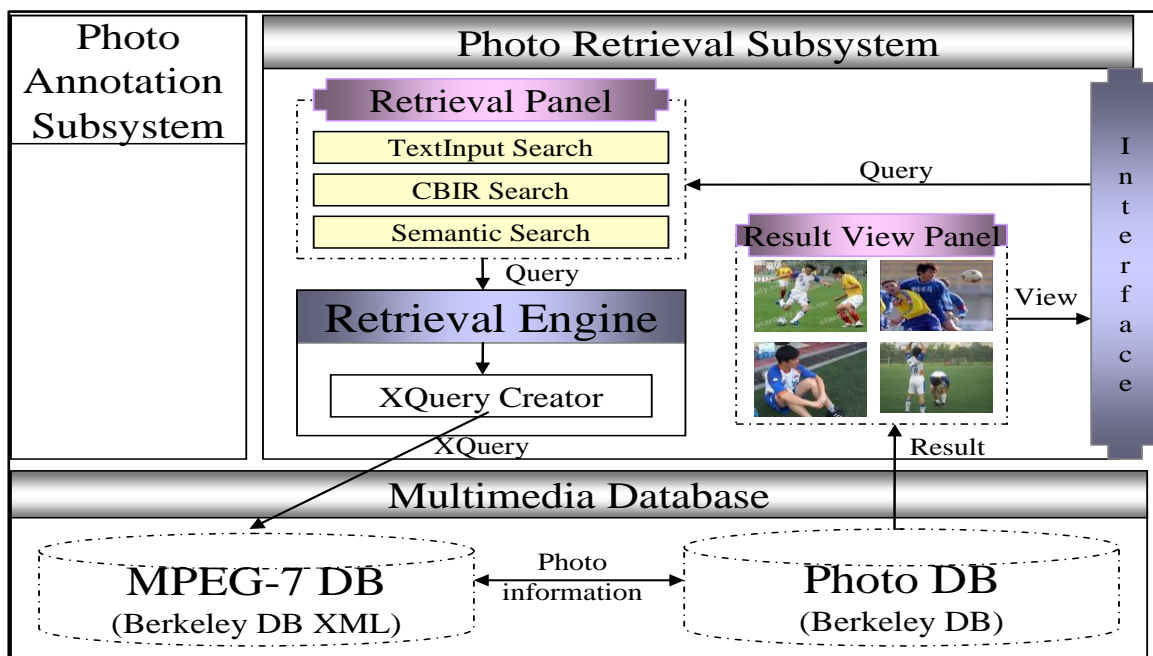 Photo
Annotation
Subsystem
Photo Retrieval Subsystem
Retrieval Panel
TextInput Search
CBIR Search
Semantic Search
Query
Interface
Result View Panel
Query
View
Retrieval Engine
XQuery Creator
XQuery
Result
Multimedia Database
MPEG-7 DB
(Berkeley DB XML)
Photo
information
Photo DB
(Berkeley DB)